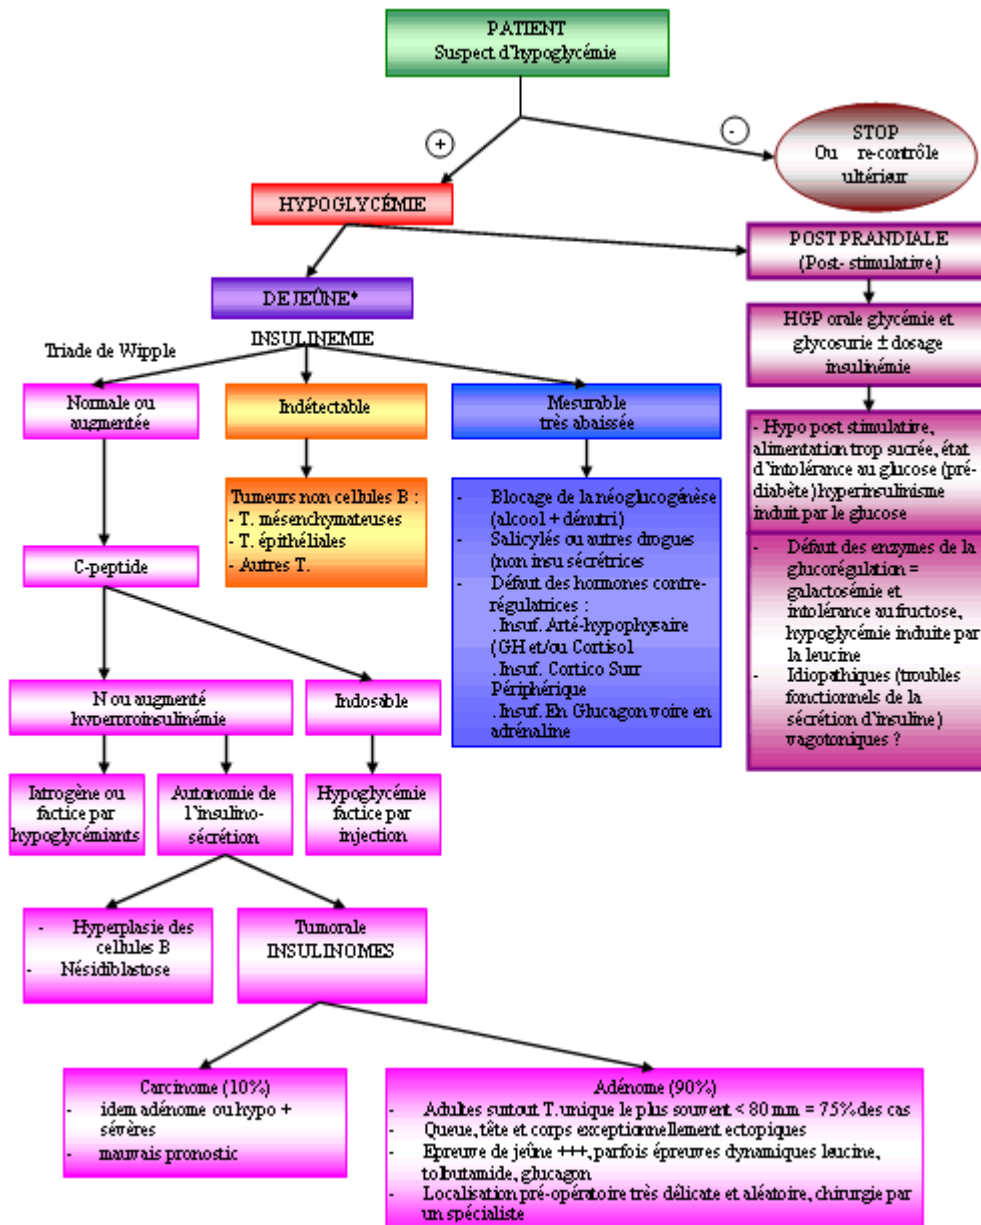 PATIENT
Suspect d'hypoglycémie
+
-
STOP
Ou re-contrôle
ultérieur
HYPOGLYCÉMIE
POST PRANDIALE
(Post- stimulative)
DE JEÛNE*
HGP orale glycémie et
glycosurie ± dosage
insulinémie
Triade de Wipple
INSULINEMIE
Normale ou
augmentée
Indétectable
Mesurable
très abaissée
- Hypo post stimulative,
alimentation trop sucrée, état
d'intolérance au glucose (pré-
diabète) hyperinsulinisme
induit par le glucose
Tumeurs non cellules B :
- T. mésenchymateuses
- T. épithéliales
- Autres T.
- Blocage de la néoglucogénèse
(alcool + dénutri)
- Salicylés ou autres drogues
(non insu sécrétrices
- Défaut des hormones contre-
régulatrices :
. Insuf. Arté-hypophysaire
(GH et/ou Cortisol
. Insuf. Cortico Surr
Périphérique
. Insuf. En Glucagon voire en
adrénaline
- Défaut des enzymes de la
glucorégulation =
galactosémie et
intolérance au fructose,
hypoglycémie induite par
la leucine
- Idiopathiques (troubles
fonctionnels de la
sécrétion d'insuline)
vagotoniques ?
C-peptide
N ou augmenté
hyperproinsulinémie
Indosable
Iatrogène ou
factice par
hypoglycémiants
Autonomie de
l'insulino-
sécrétion
Hypoglycémie
factice par
injection
- Hyperplasie des
cellules B
- Nésidiblastose
Tumorale
INSULINOMES
Carcinome (10%)
- idem adénome ou hypo +
sévères
- mauvais pronostic
Adénome (90%)
- Adultes surtout T. unique le plus souvent < 80 mm = 75% des cas
- Queue, tête et corps exceptionnellement ectopiques
- Epreuve de jeûne +++, parfois épreuves dynamiques leucine,
tolbutamide, glucagon
- Localisation pré-opératoire très délicate et aléatoire, chirurgie par
un spécialiste